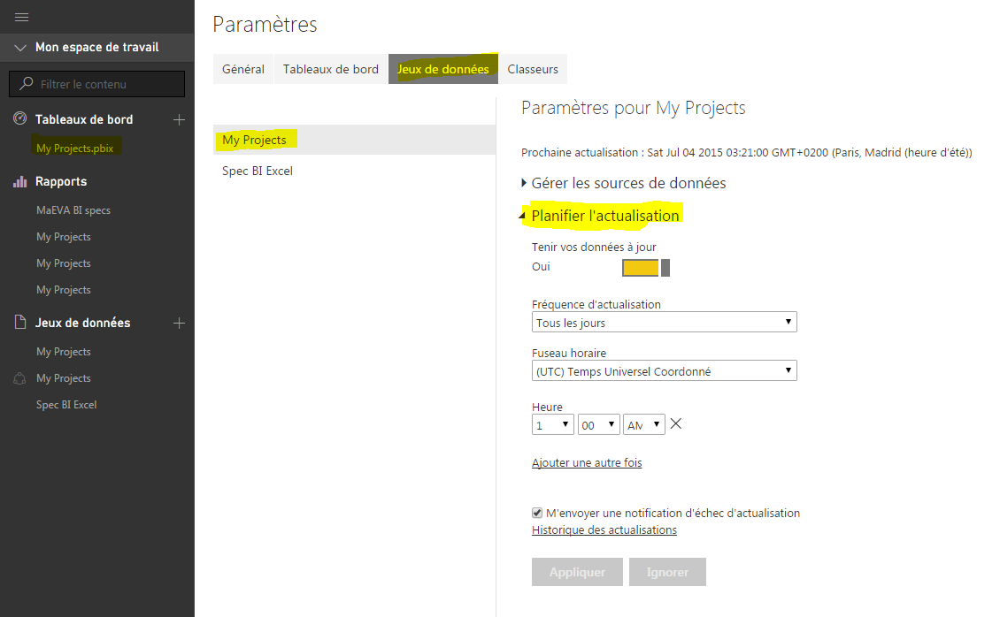 Mon espace de travail
Filtrer le contenu
Tableaux de bord
My Projects.pbix
Rapports
MaEVA BI specs
My Projects
My Projects
My Projects
Jeux de données
My Projects
My Projects
Spec BI Excel
Paramètres
Général Tableaux de bord Jeux de données Classeurs
My Projects
Spec BI Excel
Paramètres pour My Projects
Prochaine actualisation : Sat Jul 04 2015 03:21:00 GMT+0200 (Paris, Madrid (heure d'été))
Gérer les sources de données
Planifier l'actualisation
Tenir vos données à jour
Oui
Fréquence d'actualisation
Tous les jours
Fuseau horaire
(UTC) Temps Universel Coordonné
Heure
1 00 AM
Ajouter une autre fois
M'envoyer une notification d'échec d'actualisation
Historique des actualisations
Appliquer Ignorer